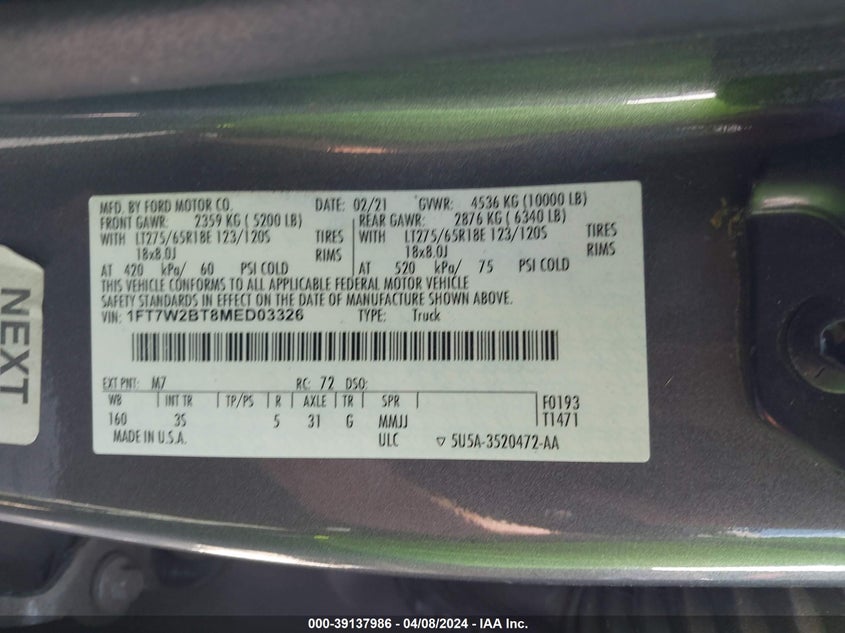 MFD. BY FORD MOTOR CO. DATE: 02/21 GVWR: 4536 KG (10000 LB)
FRONT GAWR: 2359 KG ( 5200 LB) REAR GAWR: 2876 KG ( 6340 LB)
WITH LT275/65R18E 123/120S TIRES WITH LT275/65R18E 123/120S TIRES
18x8.0J RIMS 18x8.0J RIMS
AT 420 kPa/ 60 PSI COLD AT 520 kPa/ 75 PSI COLD
THIS VEHICLE CONFORMS TO ALL APPLICABLE FEDERAL MOTOR VEHICLE
SAFETY STANDARDS IN EFFECT ON THE DATE OF MANUFACTURE SHOWN ABOVE.
VIN: 1FT7W2BT8MED03326 TYPE: Truck
EXT PNT: M7 RC: 72 DSO:
WB INT TR TP/PS R AXLE TR SPR F0193
160 3S 5 31 G MMJJ T1471
MADE IN U.S.A. ULC ▽ 5U5A-3520472-AA
NEXT
000-39137986 - 04/08/2024 - IAA Inc.